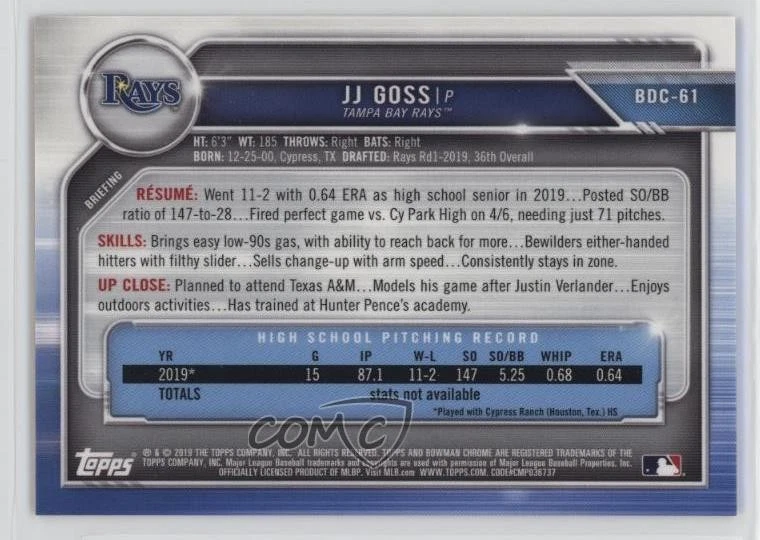 RAYS
JJ GOSS | P
TAMPA BAY RAYS™
BDC-61
HT: 6'3" WT: 185 THROWS: Right BATS: Right
BORN: 12-25-00, Cypress, TX DRAFTED: Rays Rd1-2019, 36th Overall
BRIEFING
RÉSUMÉ: Went 11-2 with 0.64 ERA as high school senior in 2019...Posted SO/BB
ratio of 147-to-28...Fired perfect game vs. Cy Park High on 4/6, needing just 71 pitches.
SKILLS: Brings easy low-90s gas, with ability to reach back for more...Bewilders either-handed
hitters with filthy slider...Sells change-up with arm speed...Consistently stays in zone.
UP CLOSE: Planned to attend Texas A&M...Models his game after Justin Verlander...Enjoys
outdoors activities...Has trained at Hunter Pence's academy.
HIGH SCHOOL PITCHING RECORD
YR G IP W-L SO SO/BB WHIP ERA
2019* 15 87.1 11-2 147 5.25 0.68 0.64
TOTALS stats not available
*Played with Cypress Ranch (Houston, Tex.) HS
COMC
Topps
® & © 2019 THE TOPPS COMPANY, INC. ALL RIGHTS RESERVED. TOPPS AND BOWMAN CHROME ARE REGISTERED TRADEMARKS OF THE
TOPPS COMPANY, INC. Major League Baseball trademarks and copyrights are used with permission of Major League Baseball Properties, Inc.
OFFICIALLY LICENSED PRODUCT OF MLBP. Visit MLB.com WWW.TOPPS.COM. CODE#CMP036737